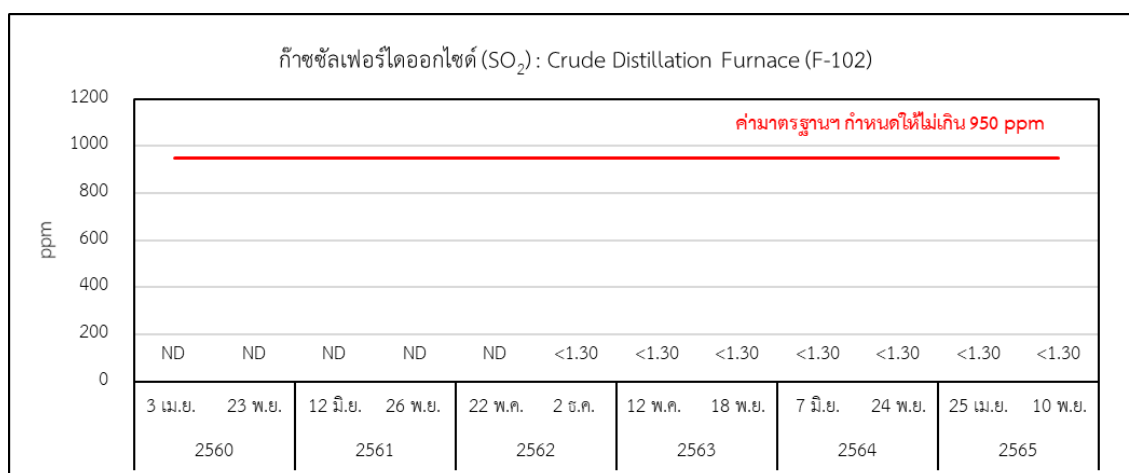 ก๊าซซัลเฟอร์ไดออกไซด์ (SO2) : Crude Distillation Furnace (F-102)
1200
ค่ามาตรฐานฯ กำหนดให้ไม่เกิน 950 ppm
1000
800
ppm
600
400
200
ND ND ND ND ND <1.30 <1.30 <1.30 <1.30 <1.30 <1.30 <1.30
0
3 เม.ย. 23 พ.ย. 12 มิ.ย. 26 พ.ย. 22 พ.ค. 2 ธ.ค. 12 พ.ค. 18 พ.ย. 7 มิ.ย. 24 พ.ย. 25 เม.ย. 10 พ.ย.
2560 2561 2562 2563 2564 2565